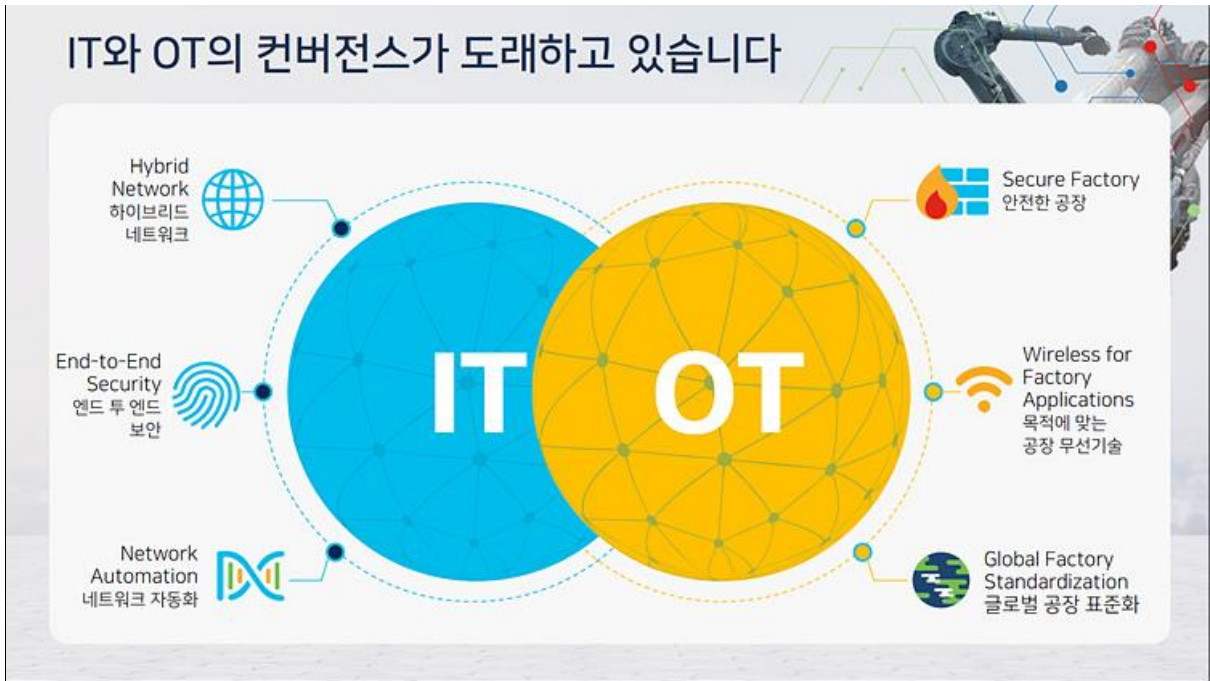 IT와 OT의 컨버전스가 도래하고 있습니다
Hybrid
Network
하이브리드
네트워크
End-to-End
Security
엔드 투 엔드
보안
Network
Automation
네트워크 자동화
IT
OT
Secure Factory
안전한 공장
Wireless for
Factory
Applications
목적에 맞는
공장 무선기술
Global Factory
Standardization
글로벌 공장 표준화